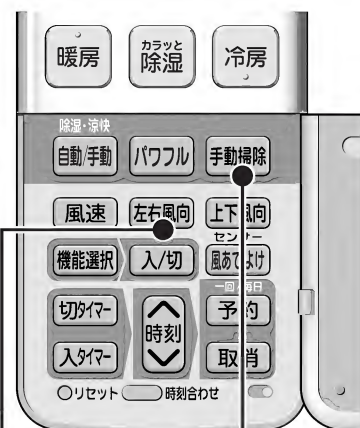 暖房
カラッと
除湿
冷房
除湿・涼快
自動/手動
パワフル
手動掃除
風速
左右風向
上下風向
センサー
機能選択
入/切
風あてよけ
一回/毎日
切タイマー
時刻
予約
入タイマー
取消
リセット
時刻合わせ